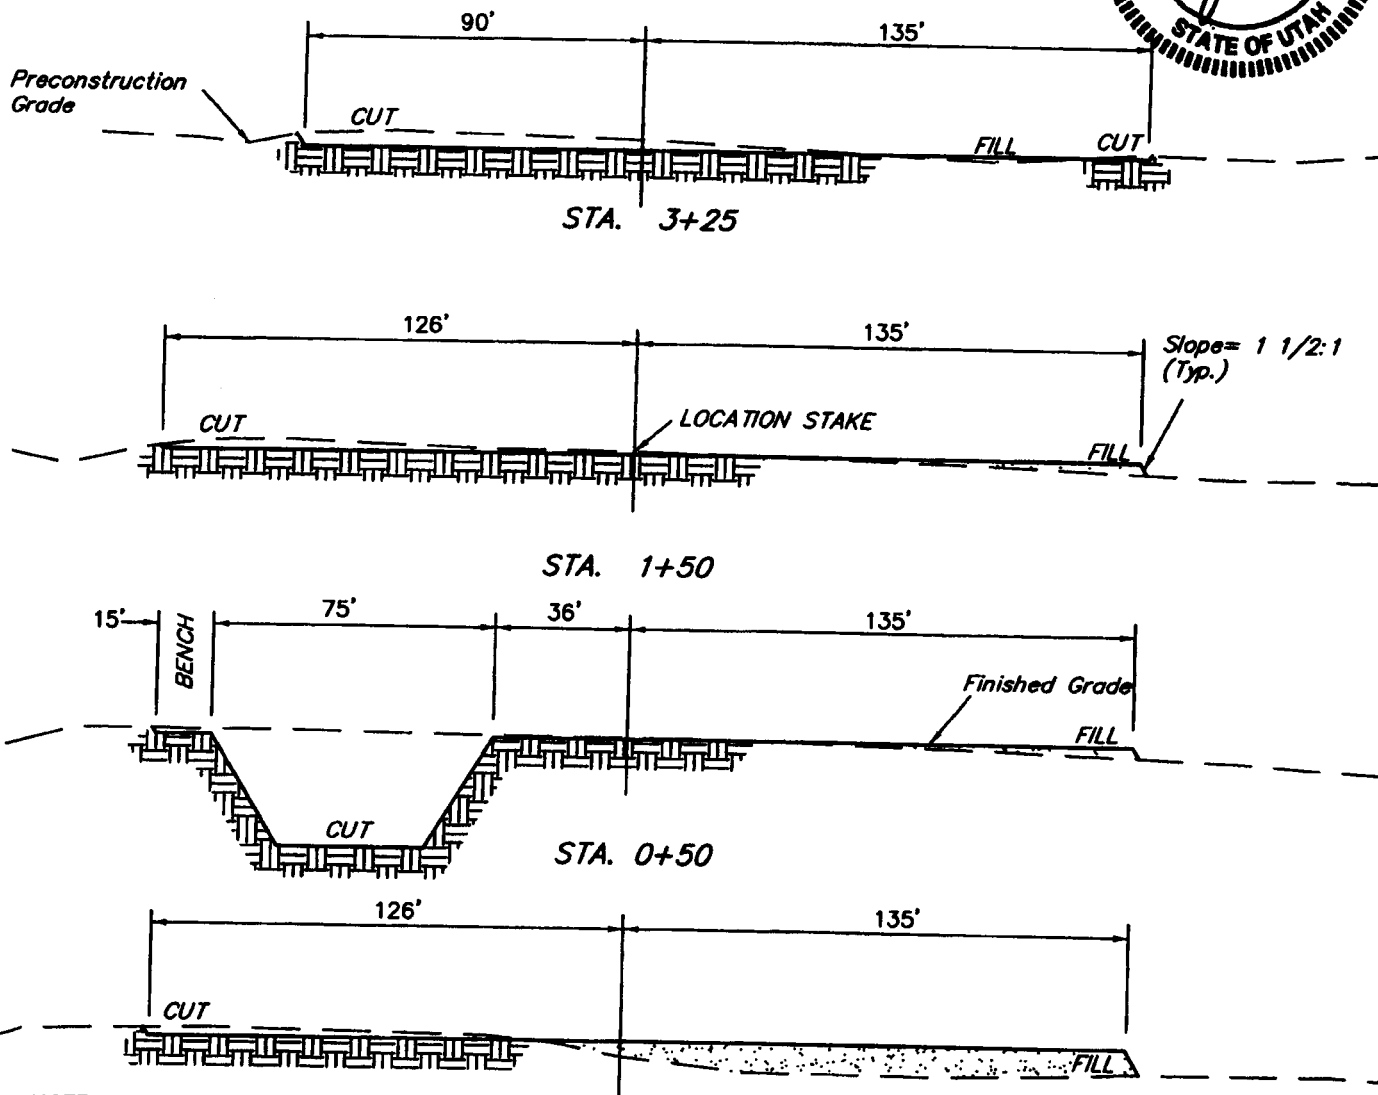 STATE OF UTAH
90'
135'
Preconstruction
Grade
CUT
FILL
CUT
STA. 3+25
126'
135'
Slope= 1 1/2:1
(Typ.)
CUT
LOCATION STAKE
FILL
STA. 1+50
15'
BENCH
75'
36'
135'
Finished Grade
FILL
CUT
STA. 0+50
126'
135'
CUT
FILL